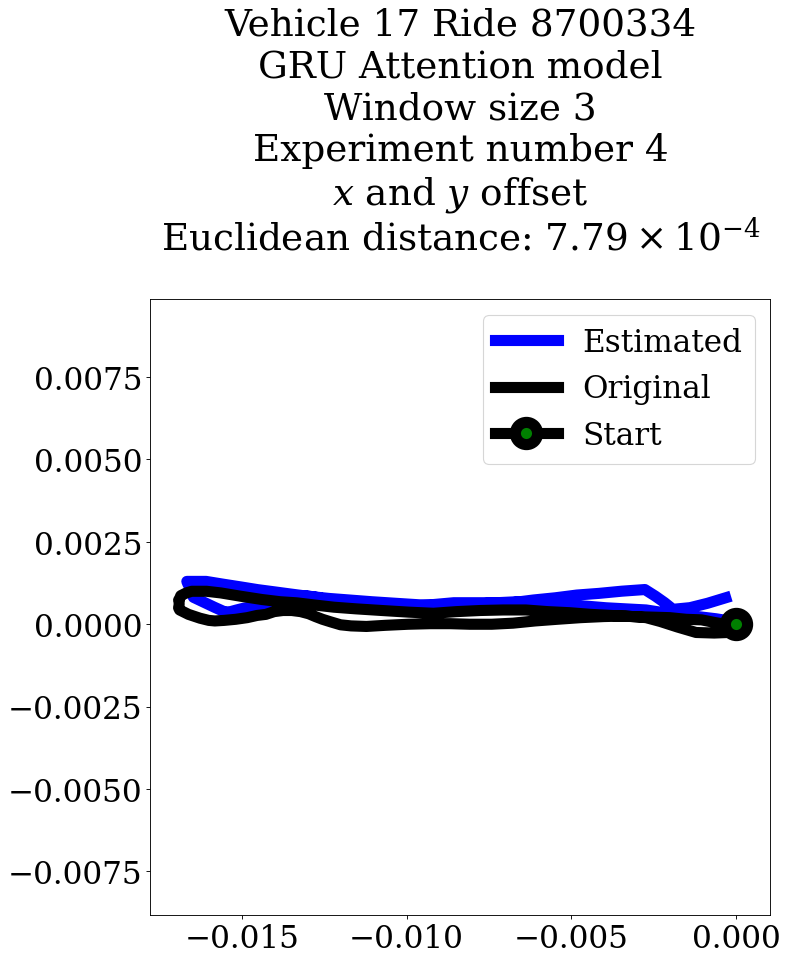 Vehicle 17 Ride 8700334
GRU Attention model
Window size 3
Experiment number 4
x and y offset
Euclidean distance: 7.79 × 10⁻⁴
Estimated
Original
Start
0.0075
0.0050
0.0025
0.0000
−0.0025
−0.0050
−0.0075
−0.015
−0.010
−0.005
0.000